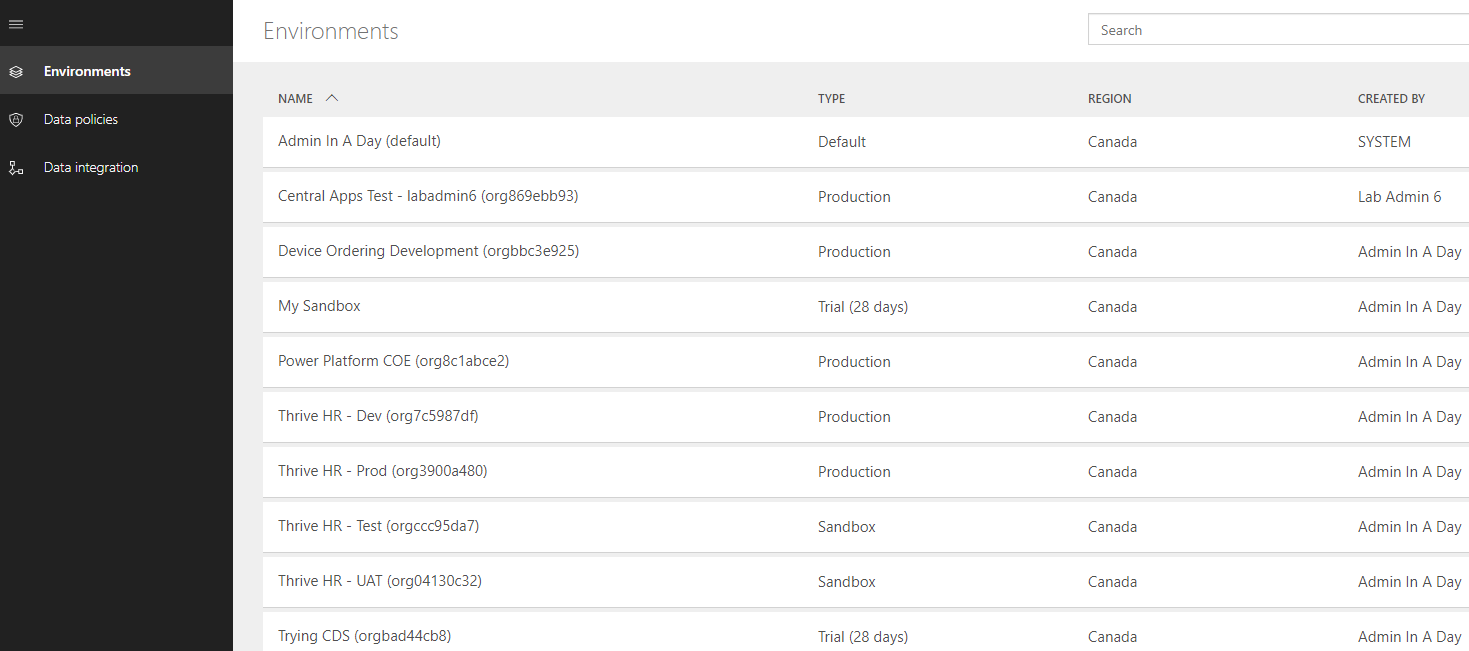 Environments
Search
Environments
Data policies
Data integration
NAME TYPE REGION CREATED BY
Admin In A Day (default) Default Canada SYSTEM
Central Apps Test - labadmin6 (org869ebb93) Production Canada Lab Admin 6
Device Ordering Development (orgbbc3e925) Production Canada Admin In A Day
My Sandbox Trial (28 days) Canada Admin In A Day
Power Platform COE (org8c1abce2) Production Canada Admin In A Day
Thrive HR - Dev (org7c5987df) Production Canada Admin In A Day
Thrive HR - Prod (org3900a480) Production Canada Admin In A Day
Thrive HR - Test (orgccc95da7) Sandbox Canada Admin In A Day
Thrive HR - UAT (org04130c32) Sandbox Canada Admin In A Day
Trying CDS (orgbad44cb8) Trial (28 days) Canada Admin In A Day